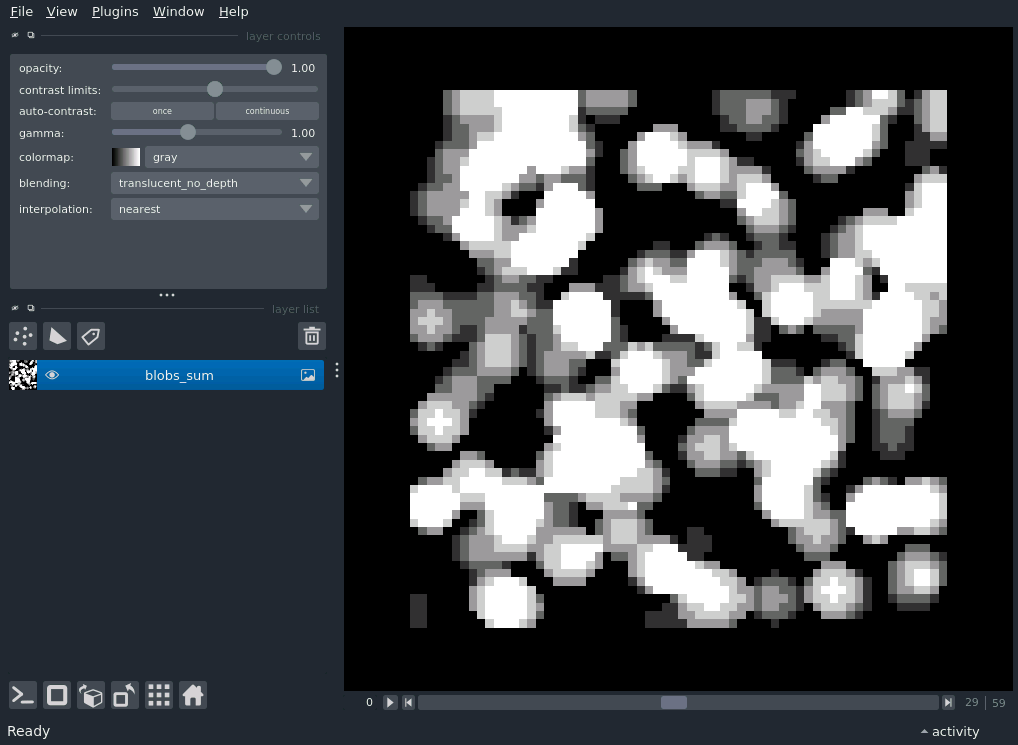 File View Plugins Window Help
layer controls
opacity: 1.00
contrast limits:
auto-contrast: once continuous
gamma: 1.00
colormap: gray
blending: translucent_no_depth
interpolation: nearest
layer list
blobs_sum
0 29 | 59
Ready activity